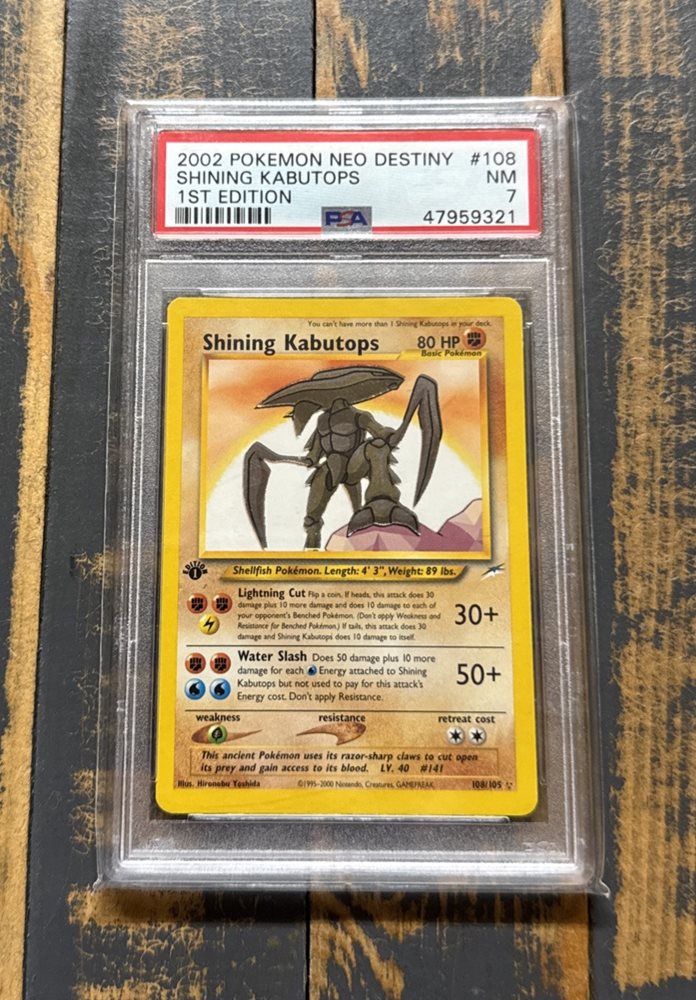 2002 POKEMON NEO DESTINY #108
SHINING KABUTOPS NM
1ST EDITION 7
PSA 47959321
You can't have more than 1 Shining Kabutops in your deck.
Shining Kabutops 80 HP
Basic Pokémon
EDITION
1
Shellfish Pokémon. Length: 4' 3", Weight: 89 lbs.
Lightning Cut Flip a coin. If heads, this attack does 30
damage plus 10 more damage and does 10 damage to each of
your opponent's Benched Pokémon. (Don't apply Weakness and
Resistance for Benched Pokémon.) If tails, this attack does 30
damage and Shining Kabutops does 10 damage to itself.
30+
Water Slash Does 50 damage plus 10 more
damage for each Energy attached to Shining
Kabutops but not used to pay for this attack's
Energy cost. Don't apply Resistance.
50+
weakness resistance retreat cost
This ancient Pokémon uses its razor-sharp claws to cut open
its prey and gain access to its blood. LV. 40 #141
Illus. Hironobu Yoshida ©1995-2000 Nintendo, Creatures, GAMEFREAK. 108/105